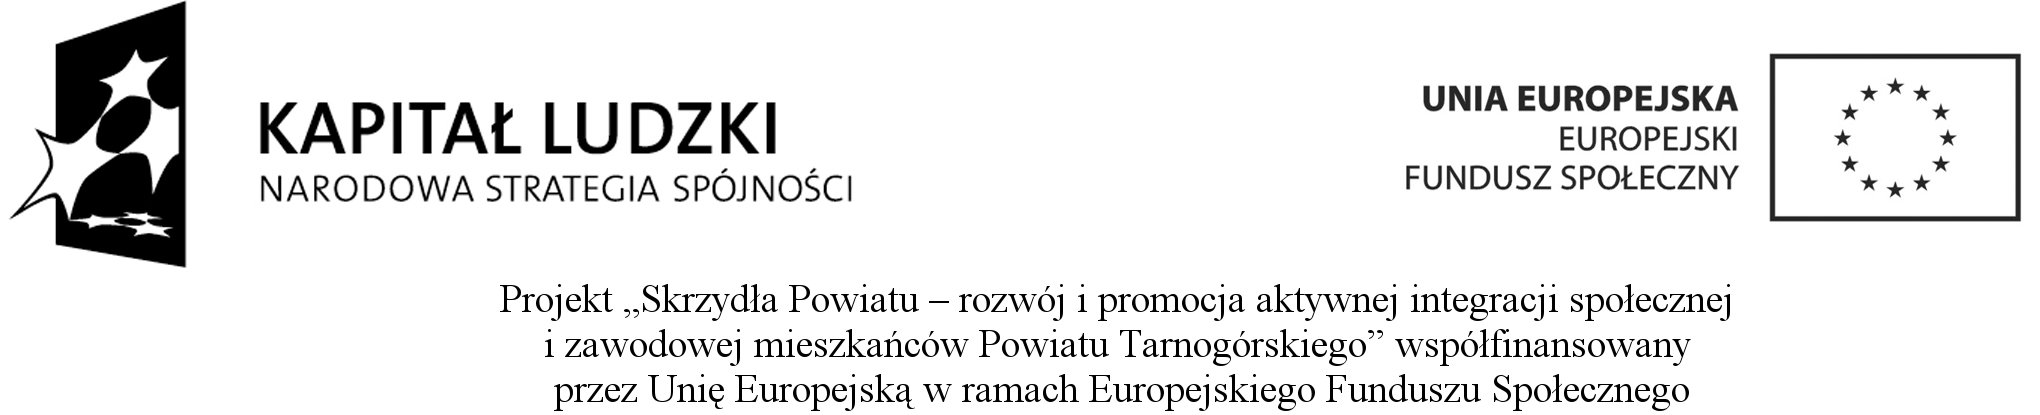 KAPITAŁ LUDZKI
NARODOWA STRATEGIA SPÓJNOŚCI
UNIA EUROPEJSKA
EUROPEJSKI
FUNDUSZ SPOŁECZNY
Projekt „Skrzydła Powiatu – rozwój i promocja aktywnej integracji społecznej
i zawodowej mieszkańców Powiatu Tarnogórskiego” współfinansowany
przez Unię Europejską w ramach Europejskiego Funduszu Społecznego